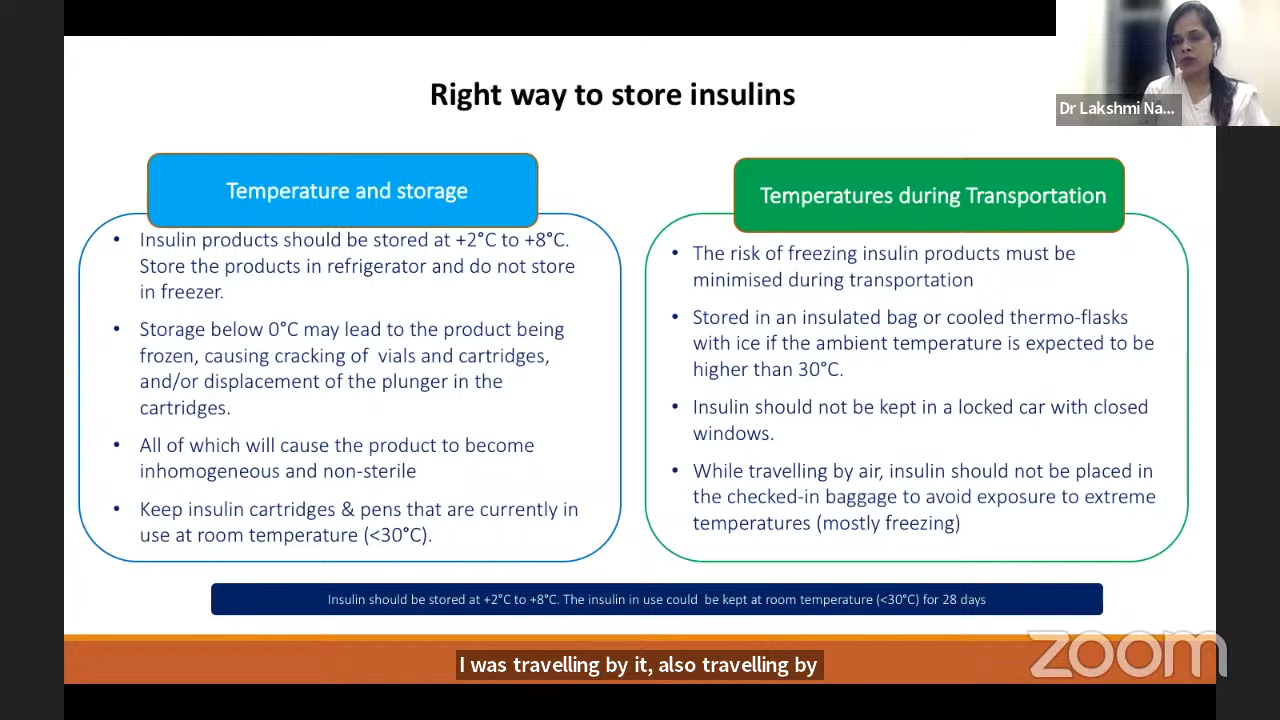 Right way to store insulins
Dr Lakshmi Na...
Temperature and storage
• Insulin products should be stored at +2°C to +8°C.
Store the products in refrigerator and do not store
in freezer.
• Storage below 0°C may lead to the product being
frozen, causing cracking of vials and cartridges,
and/or displacement of the plunger in the
cartridges.
• All of which will cause the product to become
inhomogeneous and non-sterile
• Keep insulin cartridges & pens that are currently in
use at room temperature (<30°C).
Temperatures during Transportation
• The risk of freezing insulin products must be
minimised during transportation
• Stored in an insulated bag or cooled thermo-flasks
with ice if the ambient temperature is expected to be
higher than 30°C.
• Insulin should not be kept in a locked car with closed
windows.
• While travelling by air, insulin should not be placed in
the checked-in baggage to avoid exposure to extreme
temperatures (mostly freezing)
Insulin should be stored at +2°C to +8°C. The insulin in use could be kept at room temperature (<30°C) for 28 days
I was travelling by it, also travelling by
zoom